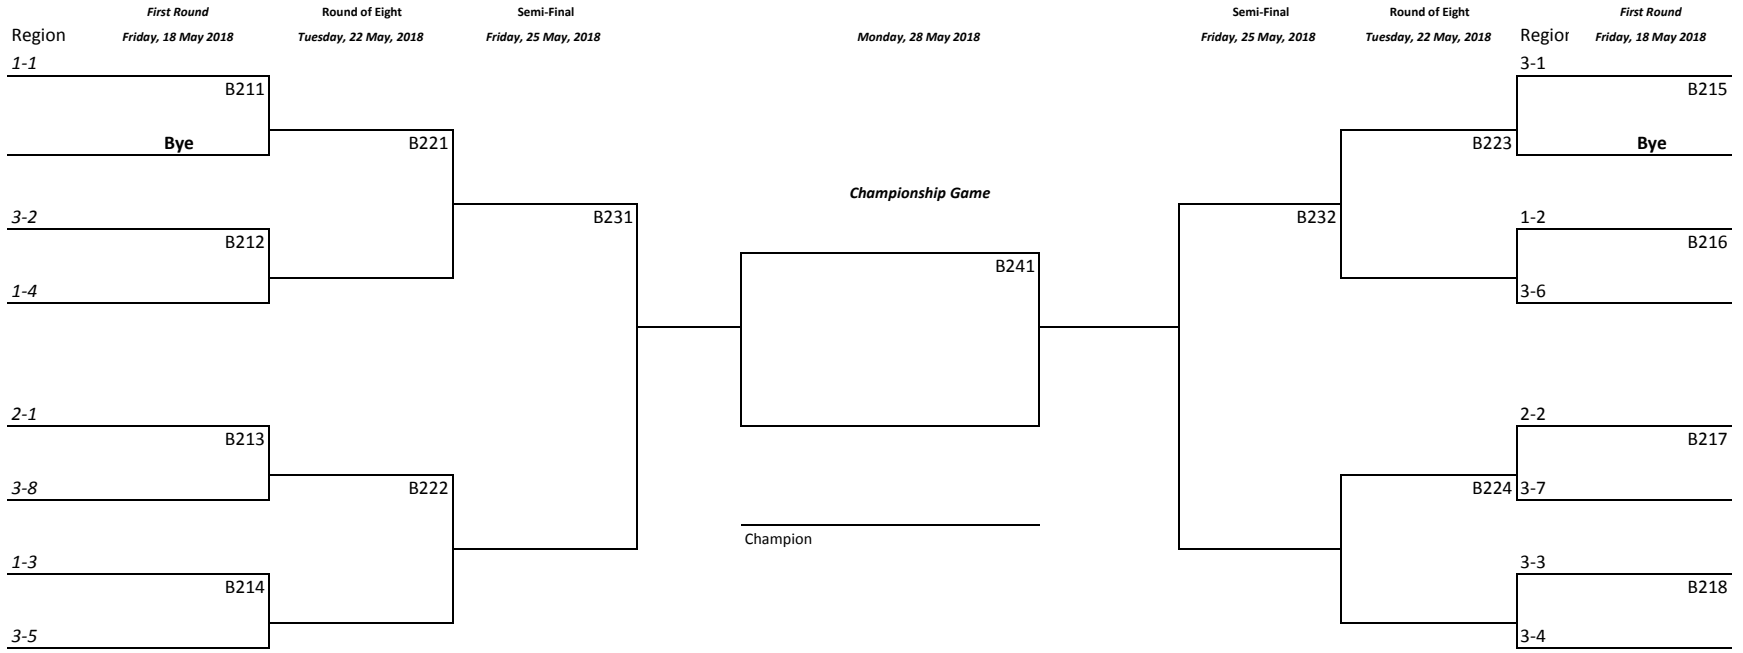 First Round Round of Eight Semi-Final Semi-Final Round of Eight First Round
Region Friday, 18 May 2018 Tuesday, 22 May, 2018 Friday, 25 May, 2018 Monday, 28 May 2018 Friday, 25 May, 2018 Tuesday, 22 May, 2018 Region Friday, 18 May 2018
1-1 3-1
B211 B215
Bye B221 B223 Bye
Championship Game
3-2 B231 B232 1-2
B212 B216
B241
1-4 3-6
2-1 2-2
B213 B217
3-8 B222 B224 3-7
Champion
1-3 3-3
B214 B218
3-5 3-4